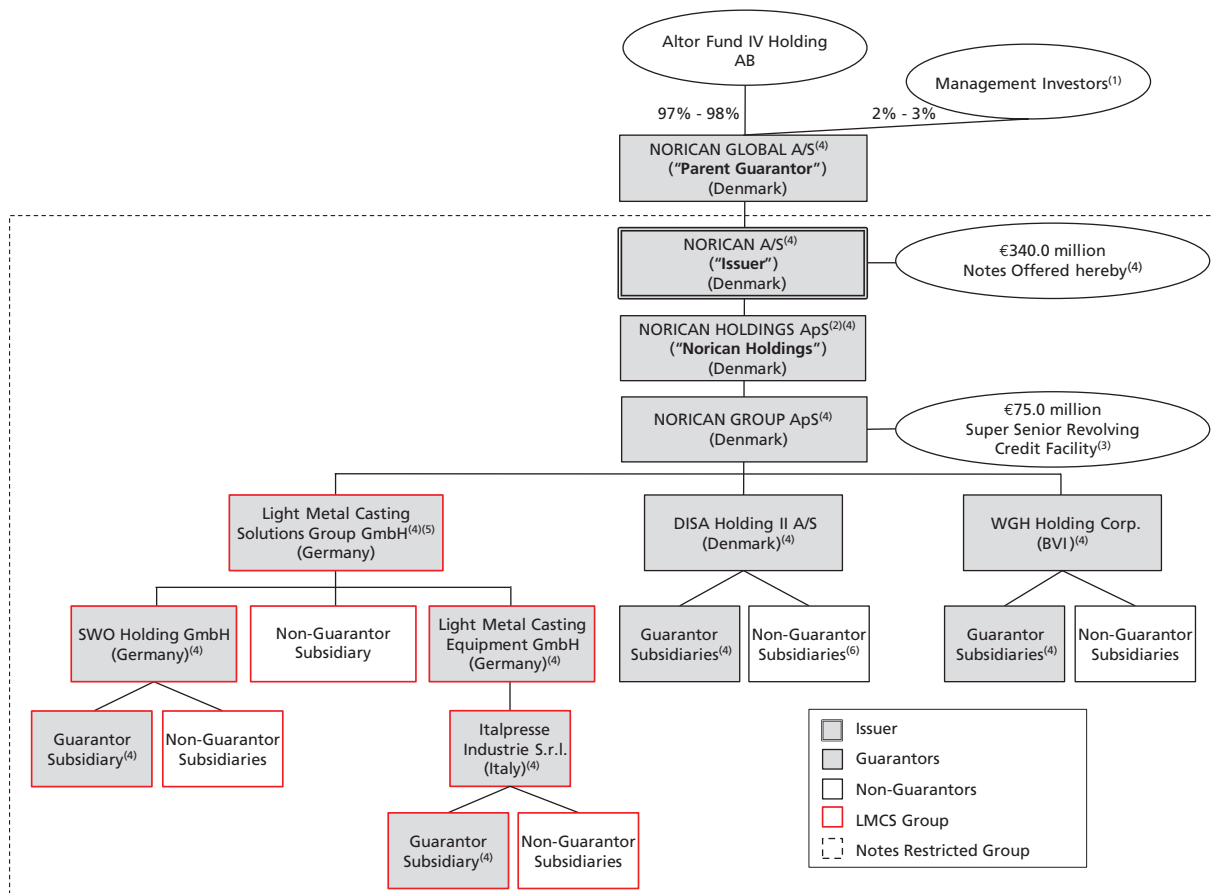 Altor Fund IV Holding
AB
Management Investors(1)
97% - 98%
2% - 3%
NORICAN GLOBAL A/S(4)
("Parent Guarantor")
(Denmark)
NORICAN A/S(4)
("Issuer")
(Denmark)
€340.0 million
Notes Offered hereby(4)
NORICAN HOLDINGS ApS(2)(4)
("Norican Holdings")
(Denmark)
NORICAN GROUP ApS(4)
(Denmark)
€75.0 million
Super Senior Revolving
Credit Facility(3)
Light Metal Casting
Solutions Group GmbH(4)(5)
(Germany)
DISA Holding II A/S
(Denmark)(4)
WGH Holding Corp.
(BVI)(4)
SWO Holding GmbH
(Germany)(4)
Non-Guarantor
Subsidiary
Light Metal Casting
Equipment GmbH
(Germany)(4)
Guarantor
Subsidiaries(4)
Non-Guarantor
Subsidiaries(6)
Guarantor
Subsidiaries(4)
Non-Guarantor
Subsidiaries
Guarantor
Subsidiary(4)
Non-Guarantor
Subsidiaries
Italpresse
Industrie S.r.l.
(Italy)(4)
Guarantor
Subsidiary(4)
Non-Guarantor
Subsidiaries
Issuer
Guarantors
Non-Guarantors
LMCS Group
Notes Restricted Group